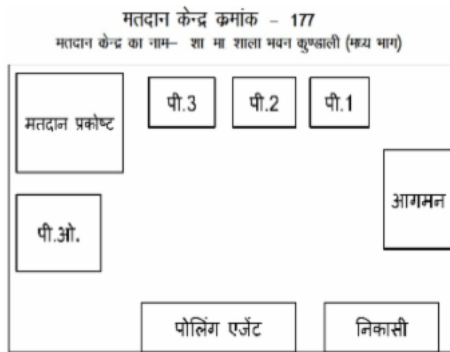 मतदान केन्द्र क्रमांक - 177
मतदान केन्द्र का नाम– शा मा शाला भवन कुण्डाली (मध्य भाग)
मतदान प्रकोष्ट
पी.3
पी.2
पी.1
आगमन
पी.ओ.
पोलिंग एजेंट
निकासी